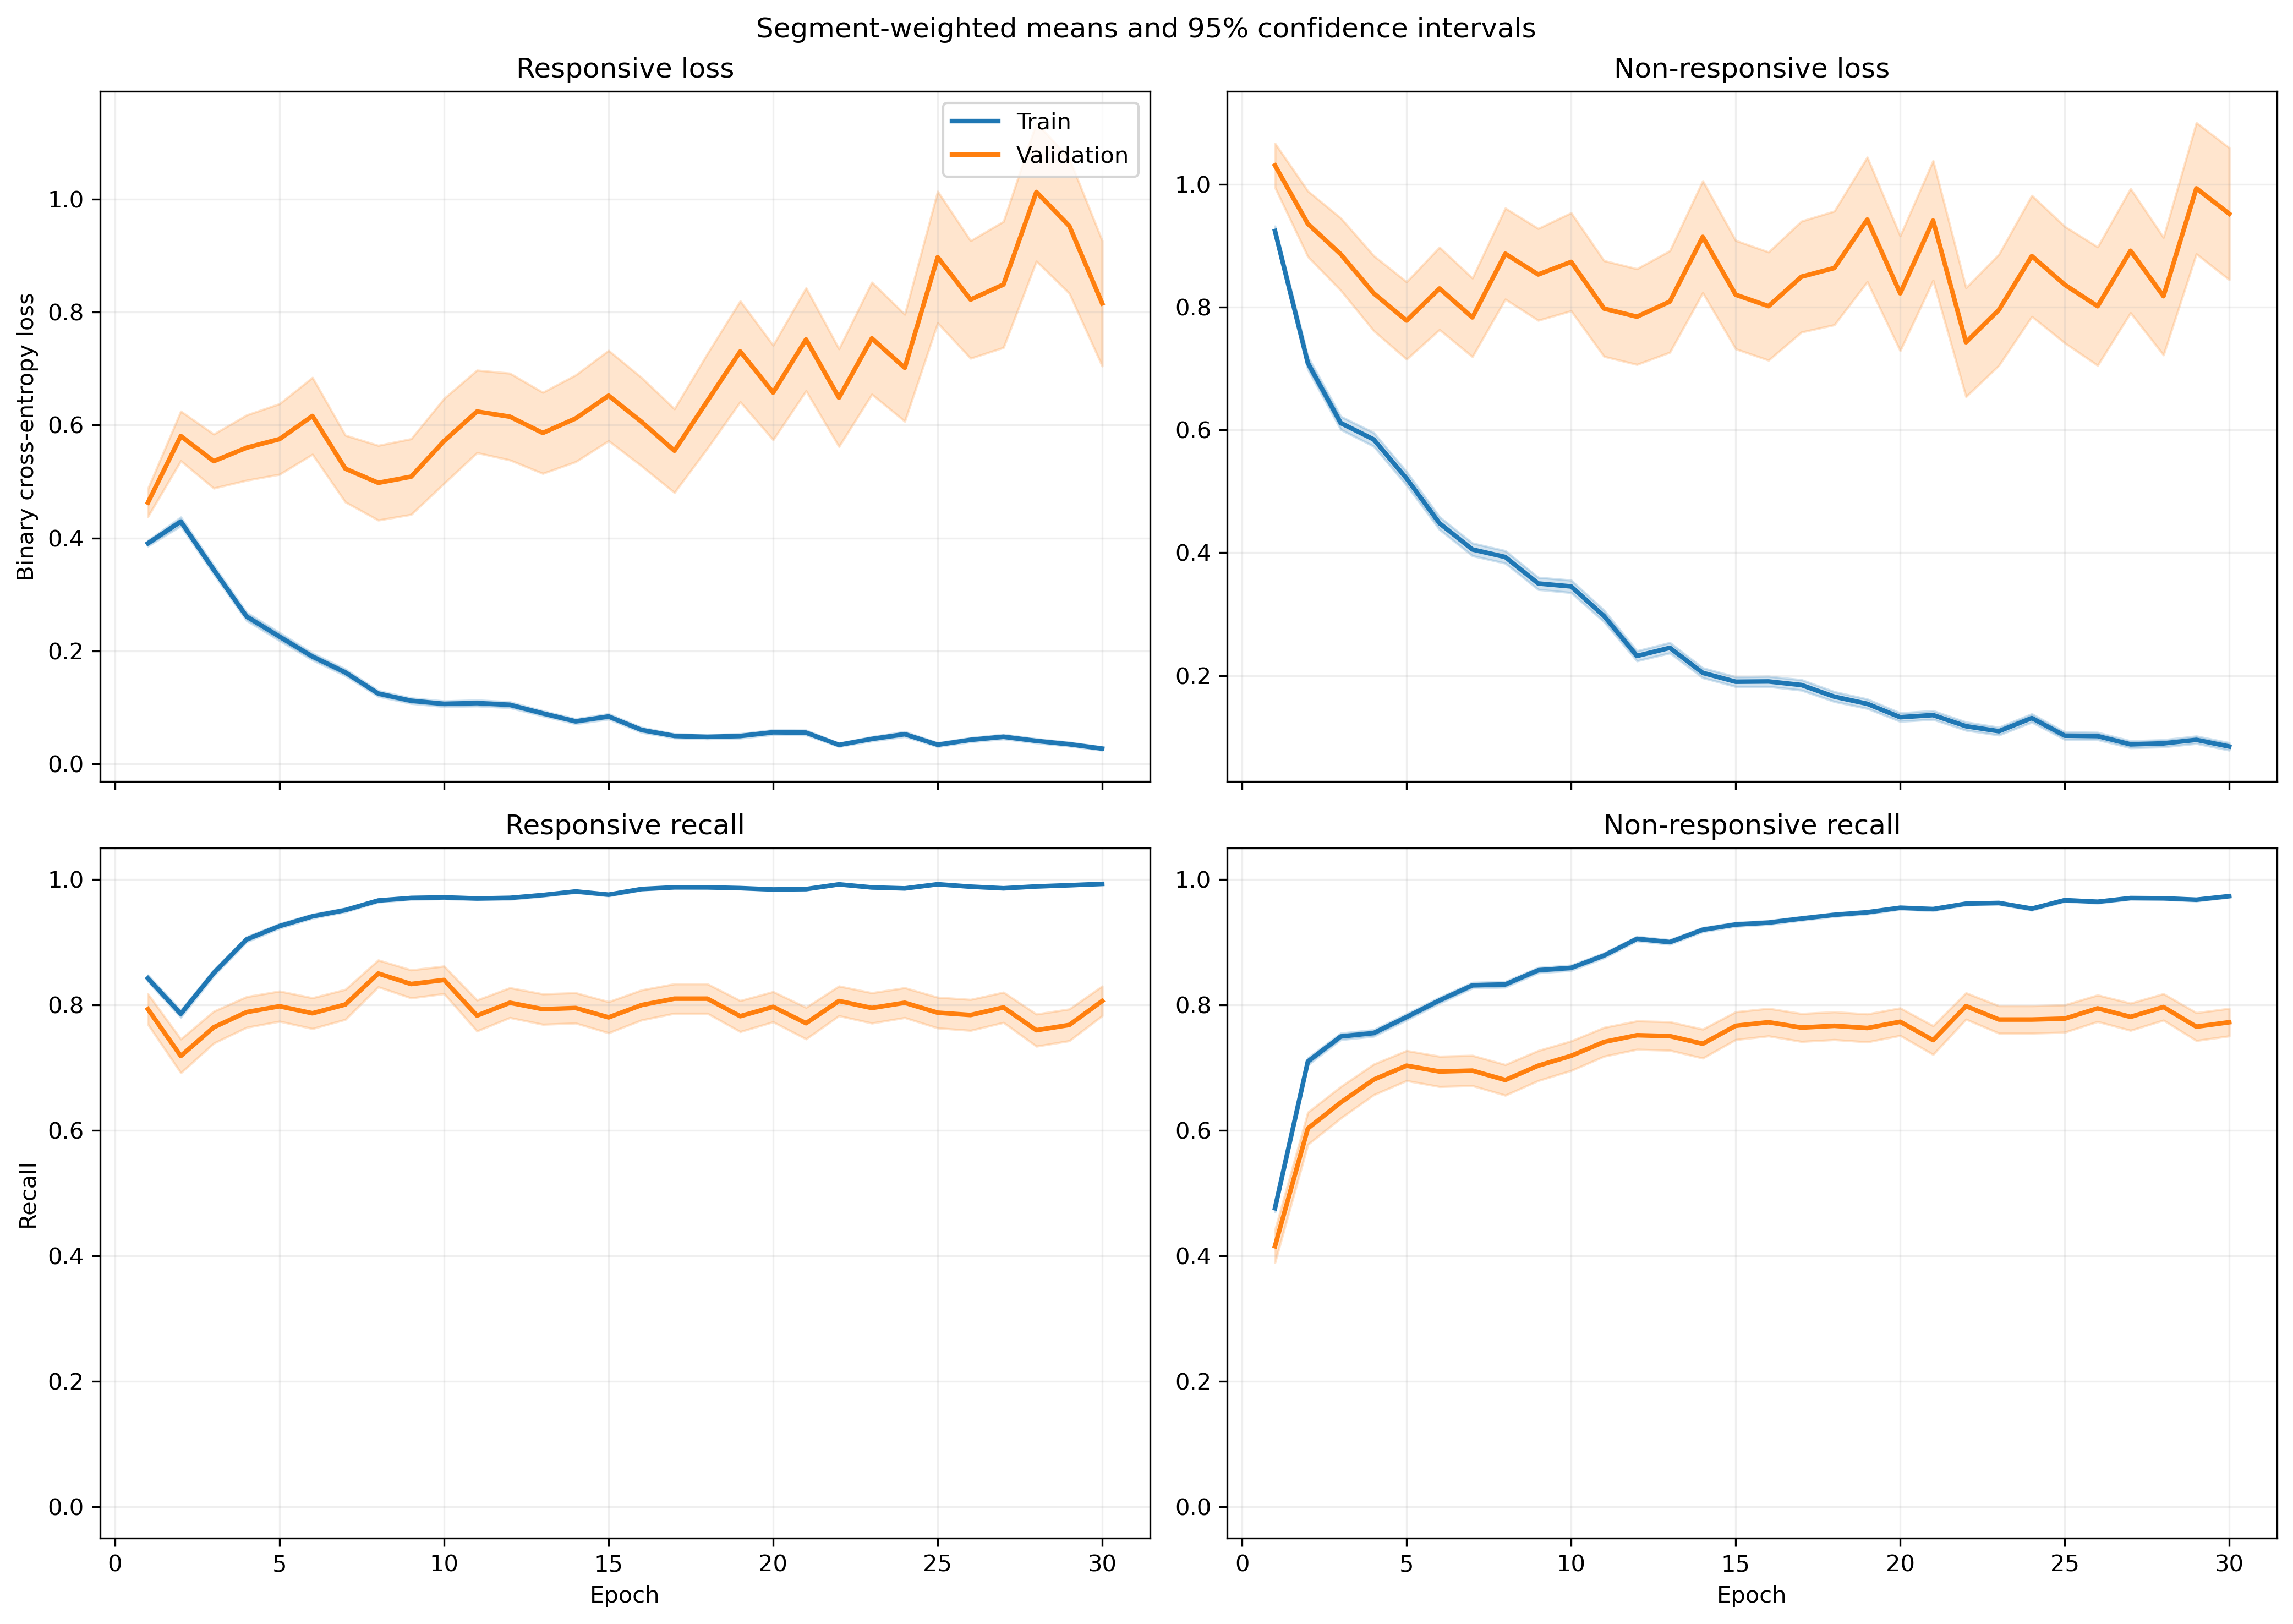 Segment-weighted means and 95% confidence intervals
Responsive loss
Non-responsive loss
Train
Validation
Binary cross-entropy loss
1.0
0.8
0.6
0.4
0.2
0.0
1.0
0.8
0.6
0.4
0.2
Responsive recall
Non-responsive recall
Recall
1.0
0.8
0.6
0.4
0.2
0.0
1.0
0.8
0.6
0.4
0.2
0.0
0 5 10 15 20 25 30
0 5 10 15 20 25 30
Epoch
Epoch